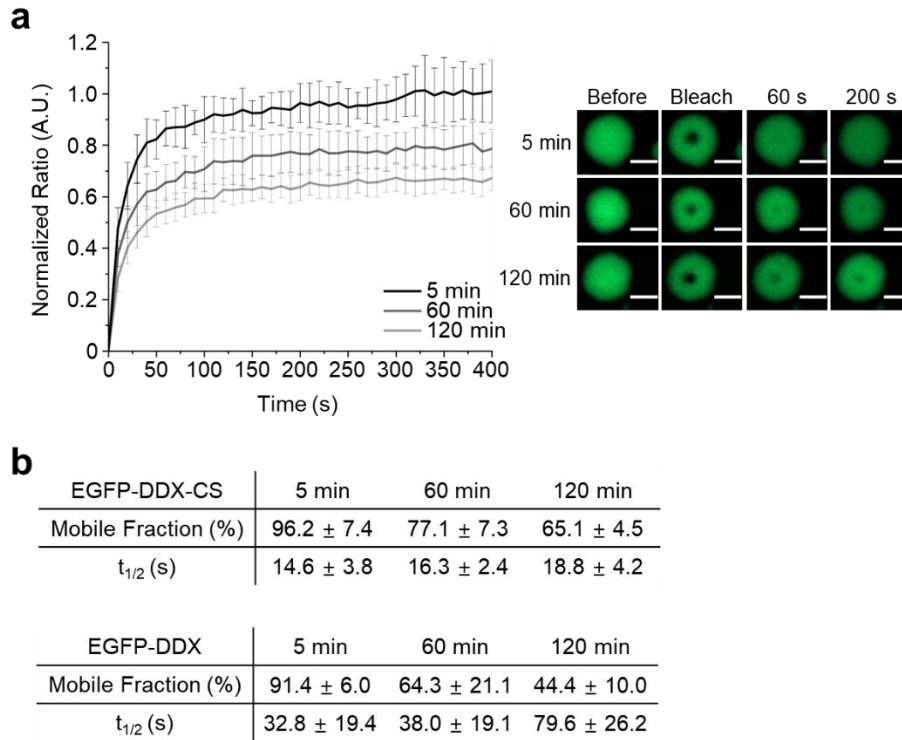 a
Normalized Ratio (A.U.)
1.2
1.0
0.8
0.6
0.4
0.2
0
0 50 100 150 200 250 300 350 400
Time (s)
5 min
60 min
120 min
Before Bleach 60 s 200 s
5 min
60 min
120 min
b
EGFP-DDX-CS 5 min 60 min 120 min
Mobile Fraction (%) 96.2 ± 7.4 77.1 ± 7.3 65.1 ± 4.5
t1/2 (s) 14.6 ± 3.8 16.3 ± 2.4 18.8 ± 4.2
EGFP-DDX 5 min 60 min 120 min
Mobile Fraction (%) 91.4 ± 6.0 64.3 ± 21.1 44.4 ± 10.0
t1/2 (s) 32.8 ± 19.4 38.0 ± 19.1 79.6 ± 26.2